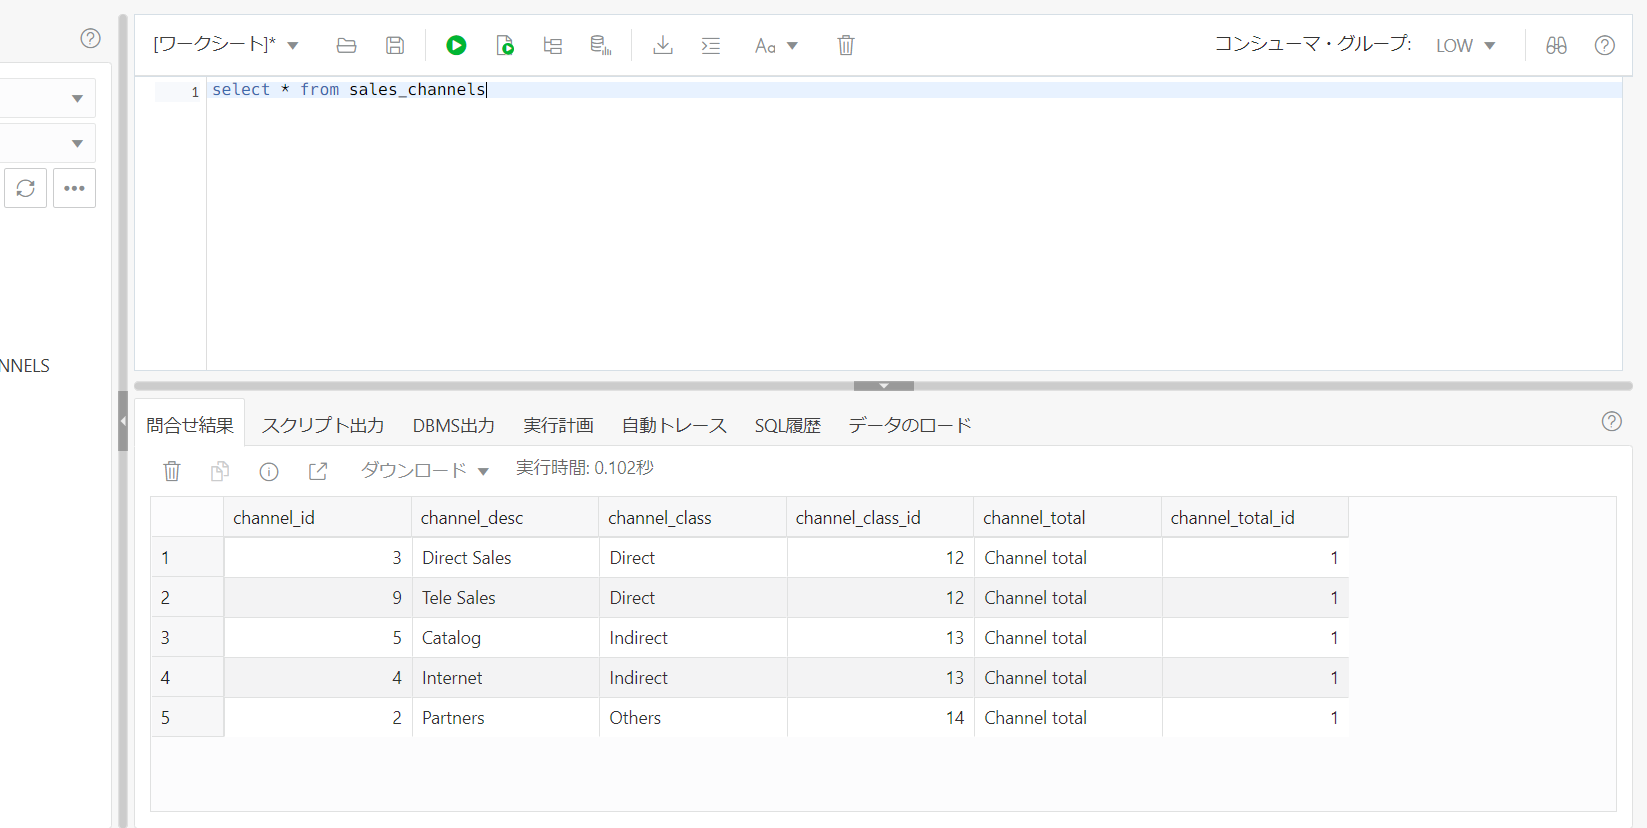 [ワークシート]* Aa コンシューマ・グループ: LOW
1 select * from sales_channels
NNELS
問合せ結果 スクリプト出力 DBMS出力 実行計画 自動トレース SQL履歴 データのロード
ダウンロード 実行時間: 0.102秒
channel_id channel_desc channel_class channel_class_id channel_total channel_total_id
1 3 Direct Sales Direct 12 Channel total 1
2 9 Tele Sales Direct 12 Channel total 1
3 5 Catalog Indirect 13 Channel total 1
4 4 Internet Indirect 13 Channel total 1
5 2 Partners Others 14 Channel total 1